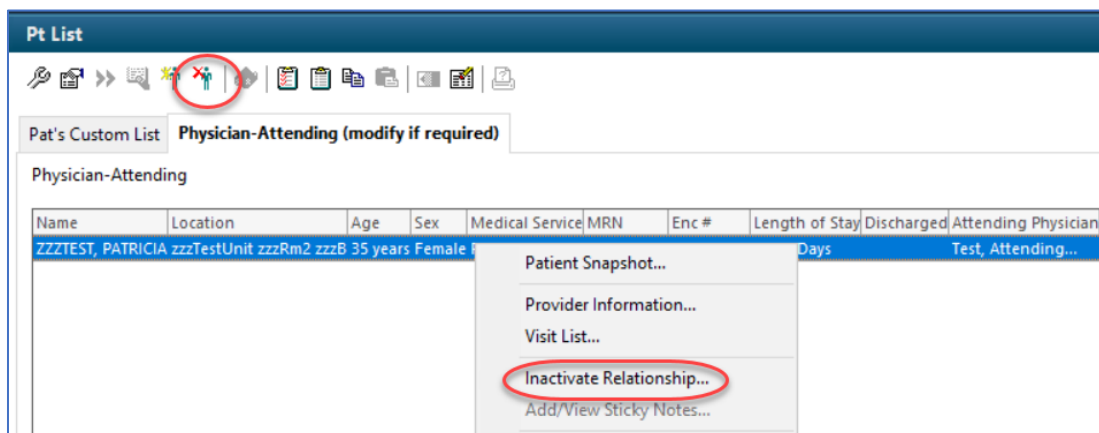 Pt List
Pat's Custom List Physician-Attending (modify if required)
Physician-Attending
Name Location Age Sex Medical Service MRN Enc # Length of Stay Discharged Attending Physician
ZZZTEST, PATRICIA zzzTestUnit zzzRm2 zzzB 35 years Female Days Test, Attending...
Patient Snapshot...
Provider Information...
Visit List...
Inactivate Relationship...
Add/View Sticky Notes...